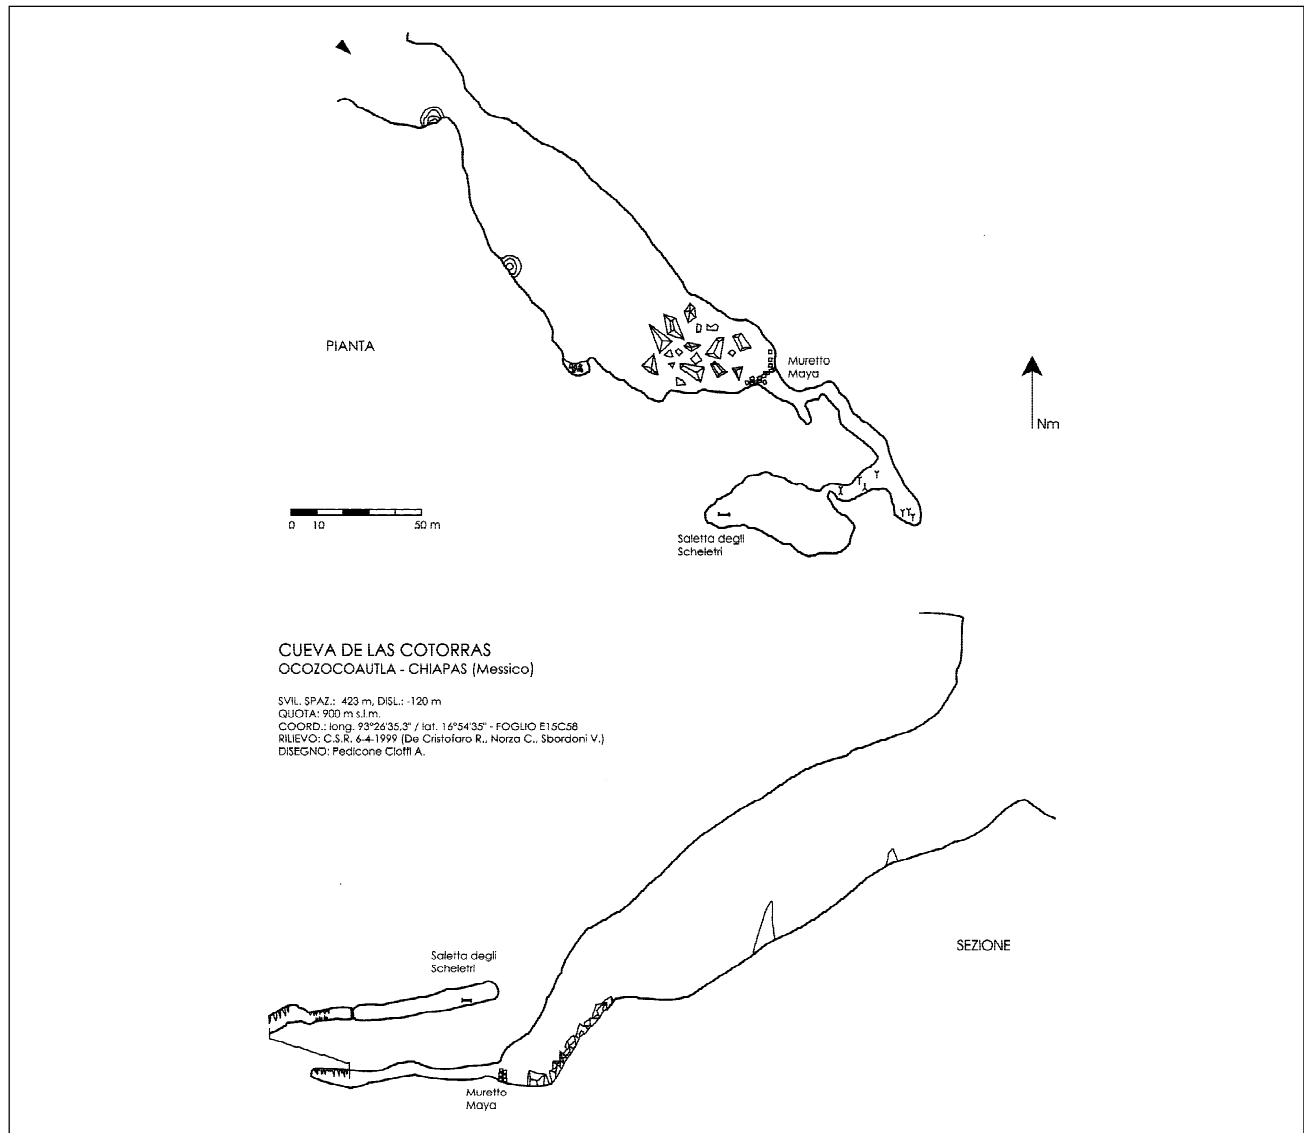 PIANTA
Muretto
Maya
Nm
0 10 50 m
Saletta degli
Scheletri
CUEVA DE LAS COTORRAS
OCOZOCOAUTLA - CHIAPAS (Messico)
SVIL. SPAZ.: 423 m, DISL.: -120 m
QUOTA: 900 m s.l.m.
COORD.: long. 93°26'35,3" / lat. 16°54'35" - FOGLIO E15C58
RILIEVO: C.S.R. 6-4-1999 (De Cristofaro R., Norza C., Sbordoni V.)
DISEGNO: Pedicone Cioffi A.
SEZIONE
Saletta degli
Scheletri
Muretto
Maya